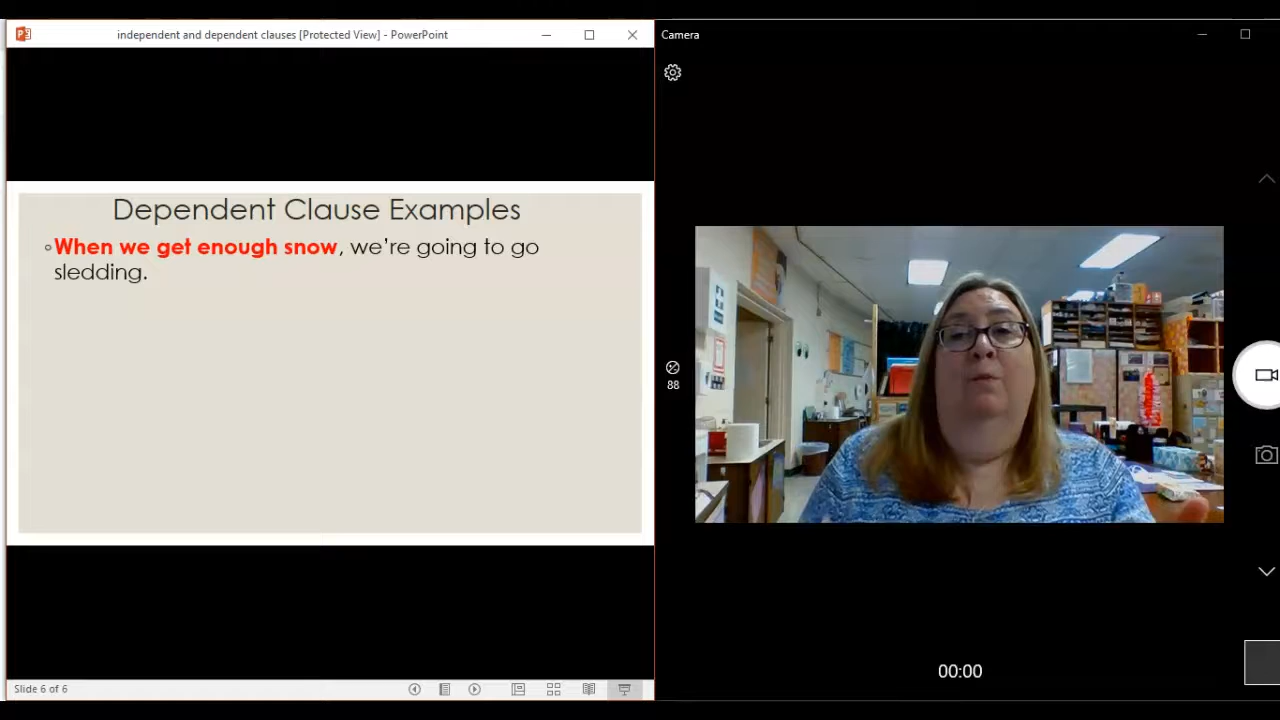 independent and dependent clauses [Protected View] - PowerPoint
Camera
Dependent Clause Examples
When we get enough snow, we're going to go
sledding.
88
00:00
Slide 6 of 6